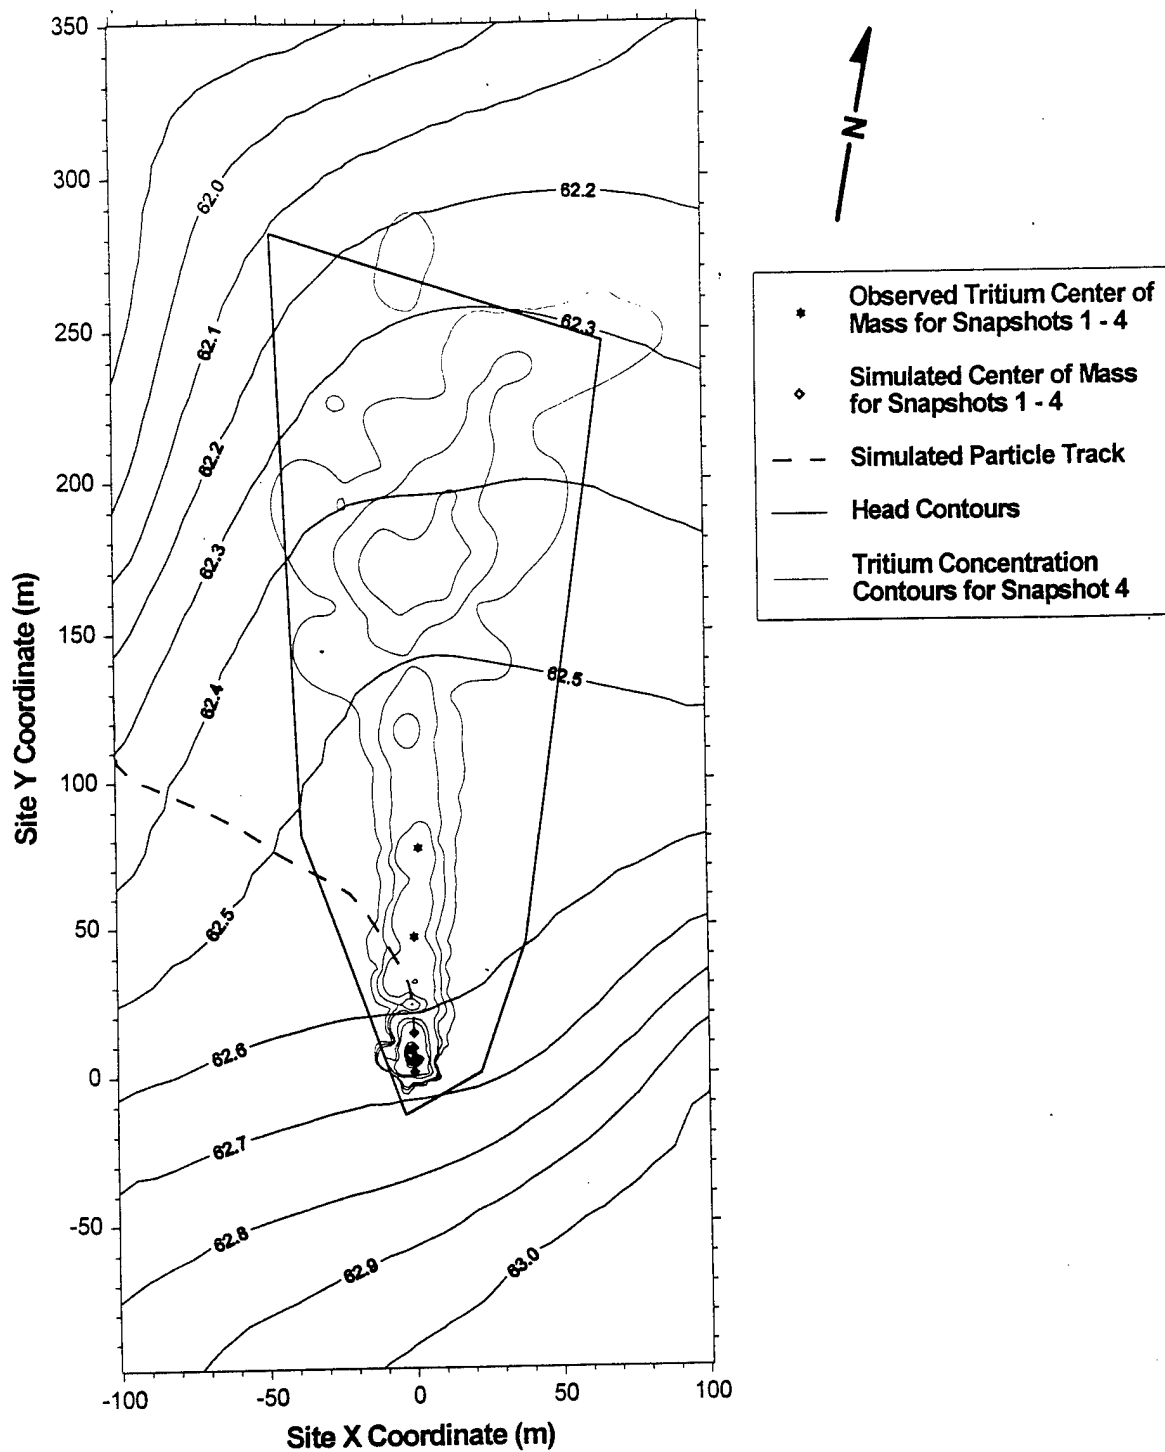 350
300
250
200
150
100
50
0
-50
-100
-50
0
50
100
Site Y Coordinate (m)
Site X Coordinate (m)
62.0
62.1
62.2
62.3
62.4
62.5
62.6
62.7
62.8
62.9
63.0
62.2
62.3
62.5
N
Observed Tritium Center of
Mass for Snapshots 1 - 4
Simulated Center of Mass
for Snapshots 1 - 4
Simulated Particle Track
Head Contours
Tritium Concentration
Contours for Snapshot 4